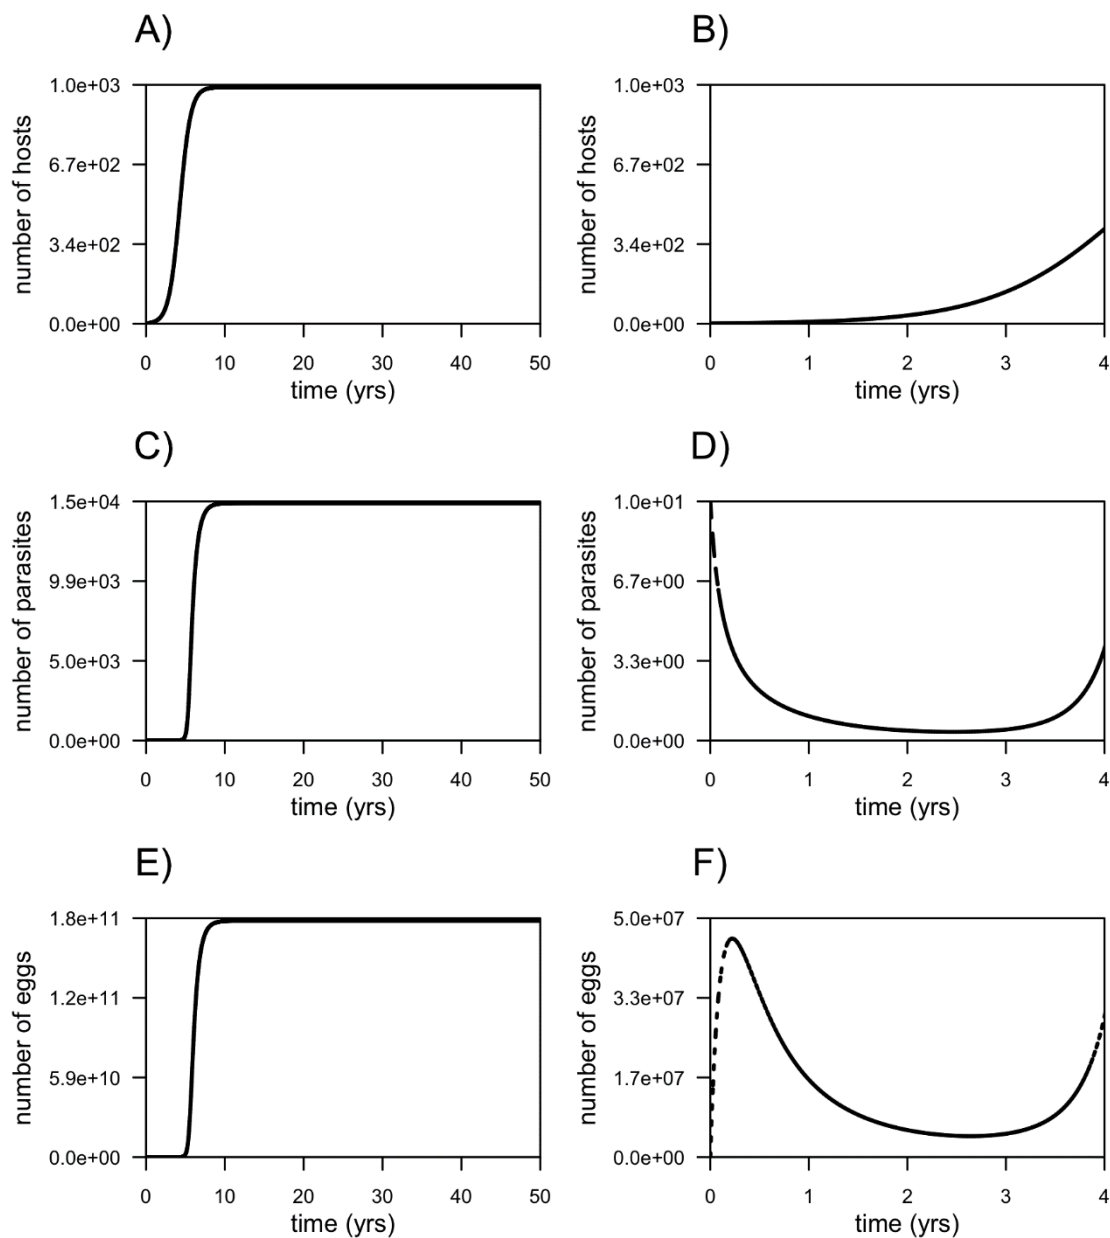 A)
number of hosts
1.0e+03
6.7e+02
3.4e+02
0.0e+00
0 10 20 30 40 50
time (yrs)
B)
number of hosts
1.0e+03
6.7e+02
3.4e+02
0.0e+00
0 1 2 3 4
time (yrs)
C)
number of parasites
1.5e+04
9.9e+03
5.0e+03
0.0e+00
0 10 20 30 40 50
time (yrs)
D)
number of parasites
1.0e+01
6.7e+00
3.3e+00
0.0e+00
0 1 2 3 4
time (yrs)
E)
number of eggs
1.8e+11
1.2e+11
5.9e+10
0.0e+00
0 10 20 30 40 50
time (yrs)
F)
number of eggs
5.0e+07
3.3e+07
1.7e+07
0.0e+00
0 1 2 3 4
time (yrs)